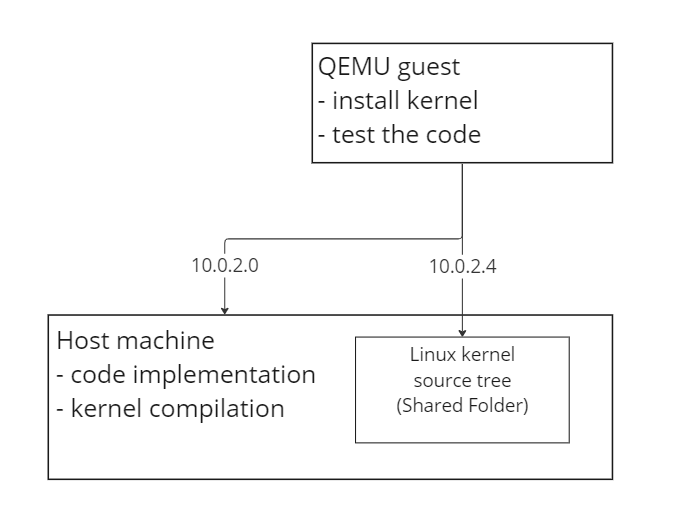 QEMU guest
- install kernel
- test the code
10.0.2.0
10.0.2.4
Host machine
- code implementation
- kernel compilation
Linux kernel
source tree
(Shared Folder)